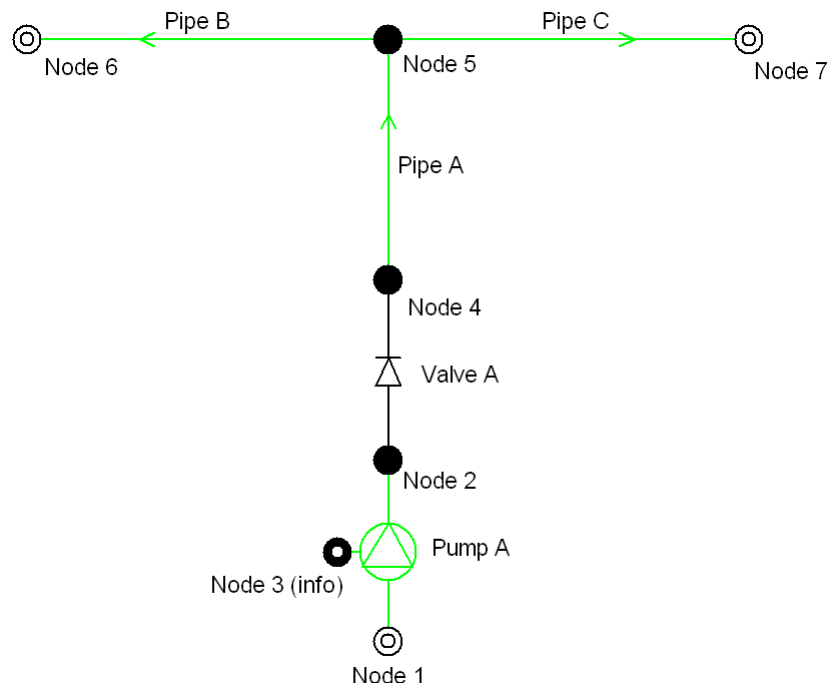 Pipe B
Pipe C
Node 6
Node 5
Node 7
Pipe A
Node 4
Valve A
Node 2
Pump A
Node 3 (info)
Node 1